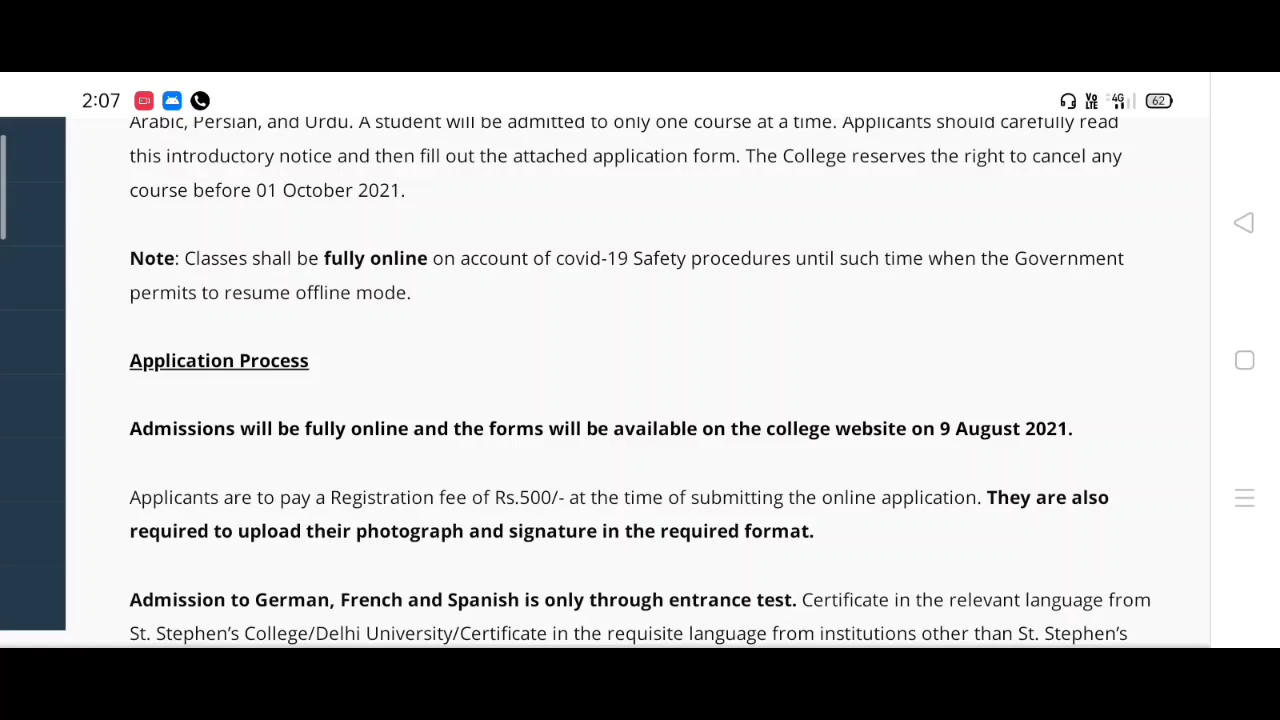 2:07
Vo LTE 4G 62
Arabic, Persian, and Urdu. A student will be admitted to only one course at a time. Applicants should carefully read
this introductory notice and then fill out the attached application form. The College reserves the right to cancel any
course before 01 October 2021.
Note: Classes shall be fully online on account of covid-19 Safety procedures until such time when the Government
permits to resume offline mode.
Application Process
Admissions will be fully online and the forms will be available on the college website on 9 August 2021.
Applicants are to pay a Registration fee of Rs.500/- at the time of submitting the online application. They are also
required to upload their photograph and signature in the required format.
Admission to German, French and Spanish is only through entrance test. Certificate in the relevant language from
St. Stephen’s College/Delhi University/Certificate in the requisite language from institutions other than St. Stephen’s